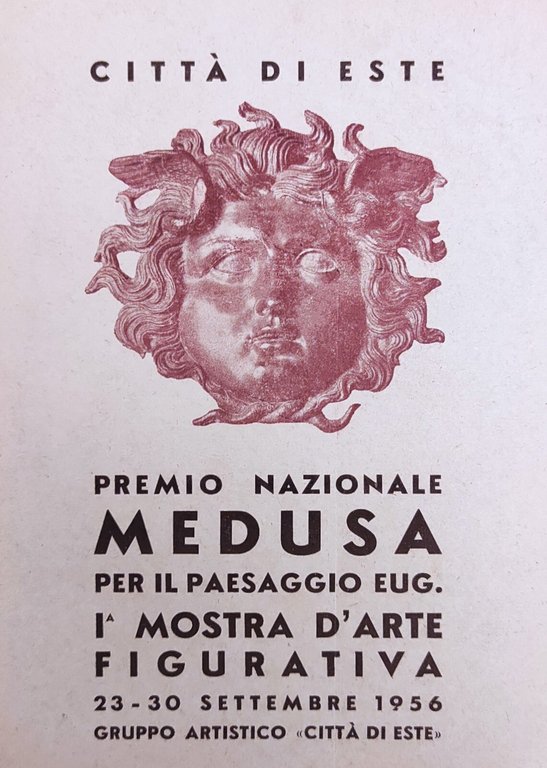 CITTÀ DI ESTE
PREMIO NAZIONALE
MEDUSA
PER IL PAESAGGIO EUG.
Iᴬ MOSTRA D'ARTE
FIGURATIVA
23-30 SETTEMBRE 1956
GRUPPO ARTISTICO «CITTÀ DI ESTE»